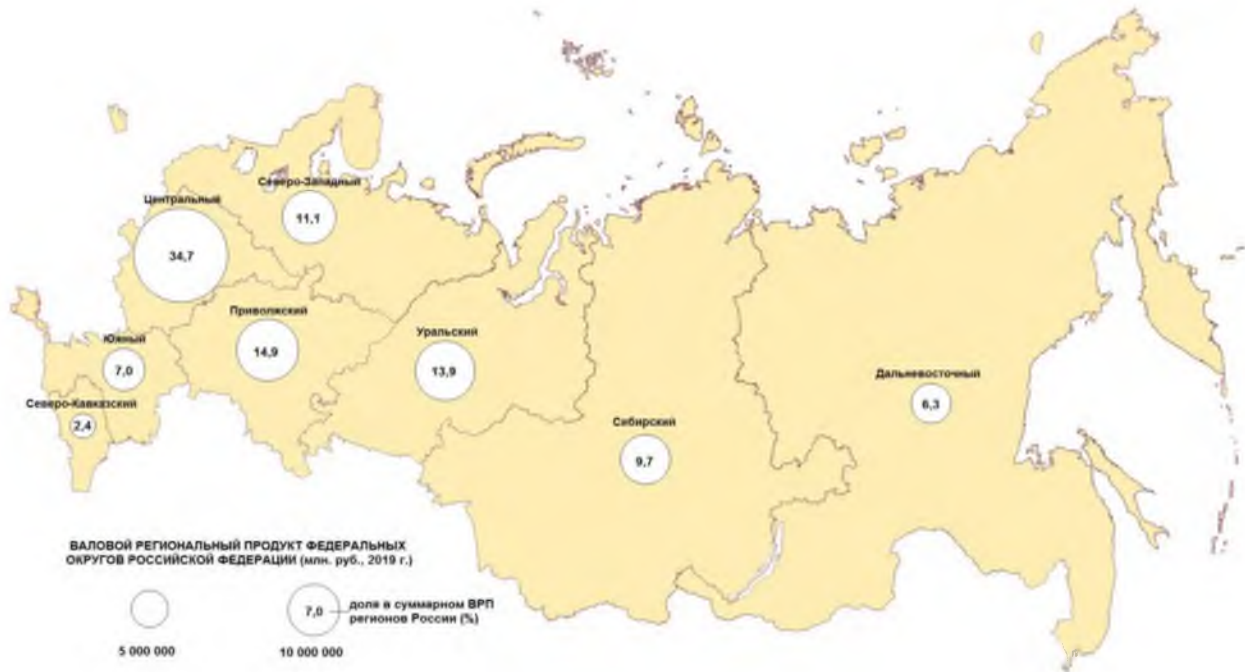 Северо-Западный
11,1
Центральный
34,7
Приволжский
14,9
Уральский
13,9
Южный
7,0
Северо-Кавказский
2,4
Дальневосточный
6,3
Сибирский
9,7
ВАЛОВОЙ РЕГИОНАЛЬНЫЙ ПРОДУКТ ФЕДЕРАЛЬНЫХ
ОКРУГОВ РОССИЙСКОЙ ФЕДЕРАЦИИ (млн. руб., 2019 г.)
7,0
доля в суммарном ВРП
регионов России (%)
5 000 000
10 000 000